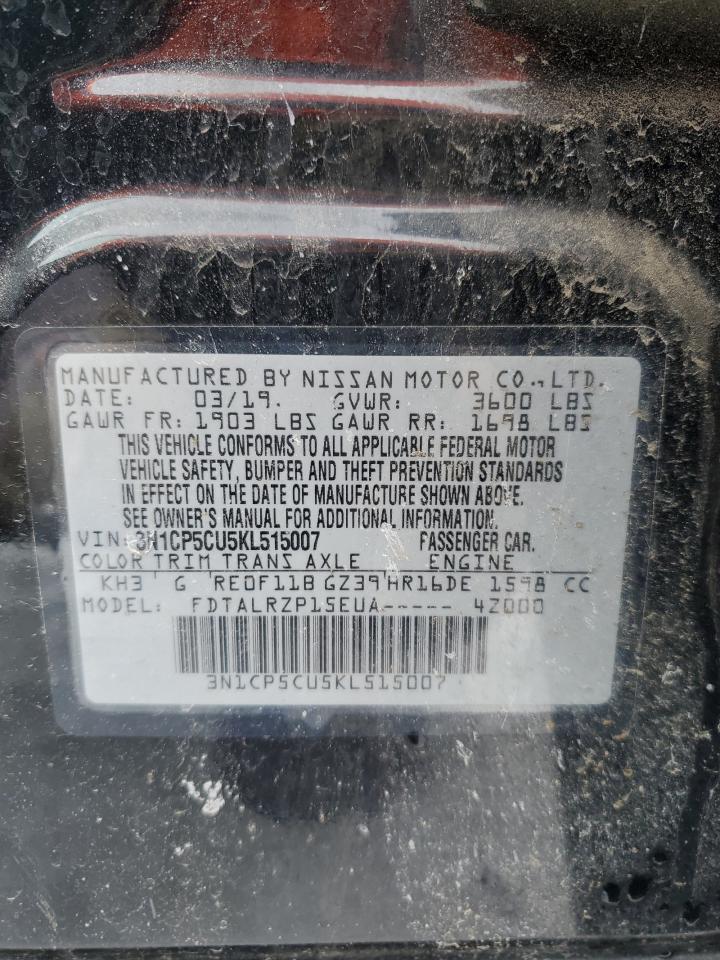 MANUFACTURED BY NISSAN MOTOR CO., LTD.
DATE: 03/19. GVWR: 3600 LBS
GAWR FR: 1903 LBS GAWR RR: 1698 LBS
THIS VEHICLE CONFORMS TO ALL APPLICABLE FEDERAL MOTOR
VEHICLE SAFETY, BUMPER AND THEFT PREVENTION STANDARDS
IN EFFECT ON THE DATE OF MANUFACTURE SHOWN ABOVE.
SEE OWNER'S MANUAL FOR ADDITIONAL INFORMATION.
VIN: 3N1CP5CU5KL515007 PASSENGER CAR.
COLOR TRIM TRANS AXLE ENGINE
KH3 G RE0F11B GZ39 HR16DE 1598 CC
MODEL: FDTALRZP15EUA----- 4Z000
3N1CP5CU5KL515007